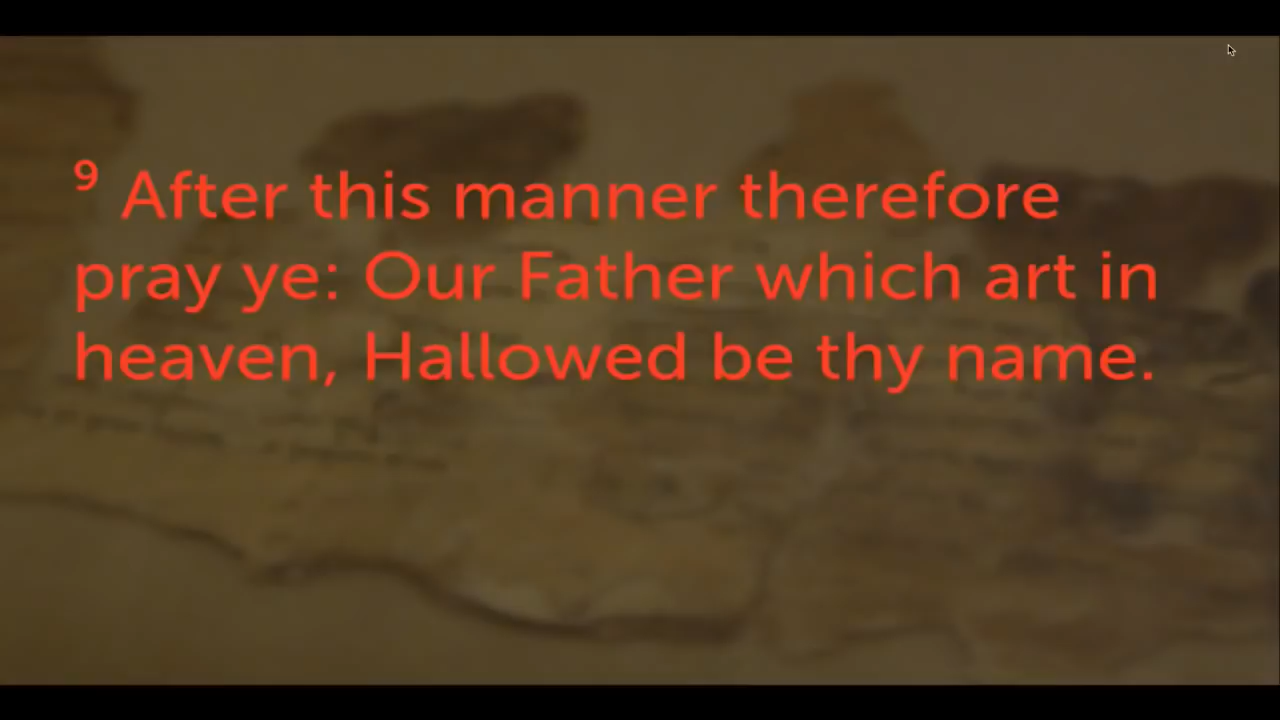 9 After this manner therefore
pray ye: Our Father which art in
heaven, Hallowed be thy name.